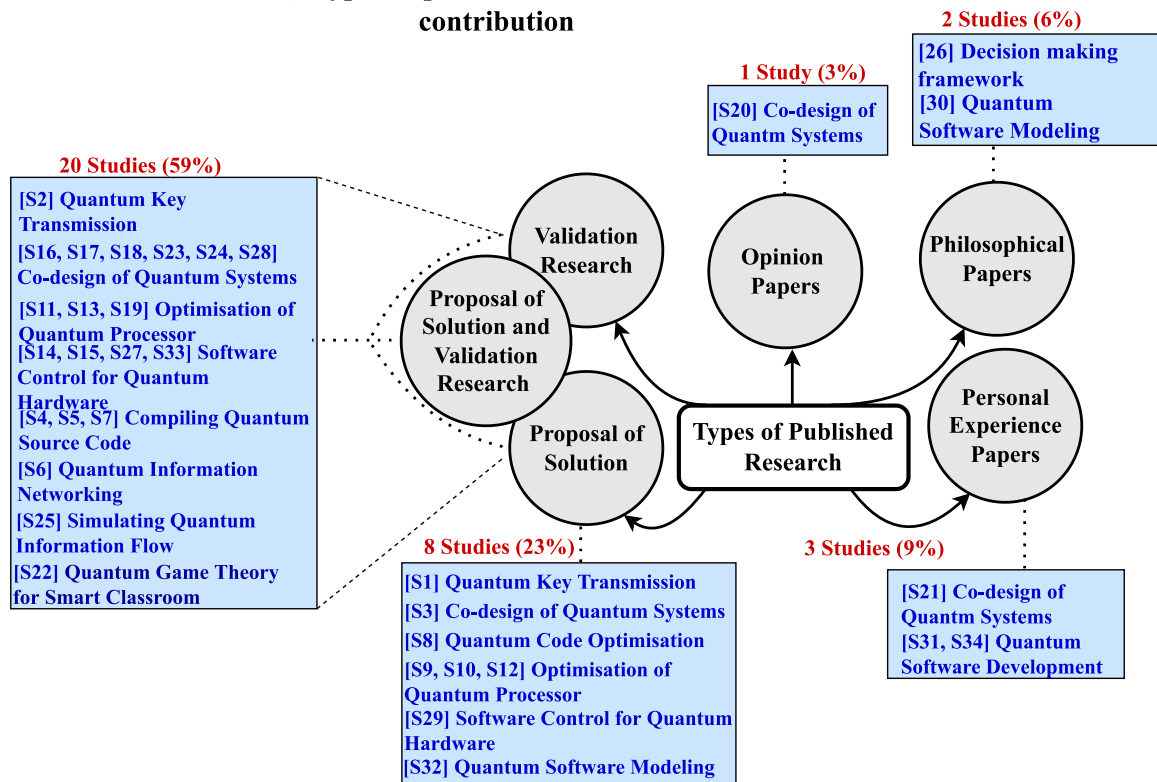 contribution
2 Studies (6%)
[26] Decision making
framework
[30] Quantum
Software Modeling
1 Study (3%)
[S20] Co-design of
Quantm Systems
20 Studies (59%)
[S2] Quantum Key
Transmission
[S16, S17, S18, S23, S24, S28]
Co-design of Quantum Systems
[S11, S13, S19] Optimisation of
Quantum Processor
[S14, S15, S27, S33] Software
Control for Quantum
Hardware
[S4, S5, S7] Compiling Quantum
Source Code
[S6] Quantum Information
Networking
[S25] Simulating Quantum
Information Flow
[S22] Quantum Game Theory
for Smart Classroom
Validation
Research
Proposal of
Solution and
Validation
Research
Proposal of
Solution
Opinion
Papers
Philosophical
Papers
Personal
Experience
Papers
Types of Published
Research
8 Studies (23%)
[S1] Quantum Key Transmission
[S3] Co-design of Quantum Systems
[S8] Quantum Code Optimisation
[S9, S10, S12] Optimisation of
Quantum Processor
[S29] Software Control for Quantum
Hardware
[S32] Quantum Software Modeling
3 Studies (9%)
[S21] Co-design of
Quantm Systems
[S31, S34] Quantum
Software Development